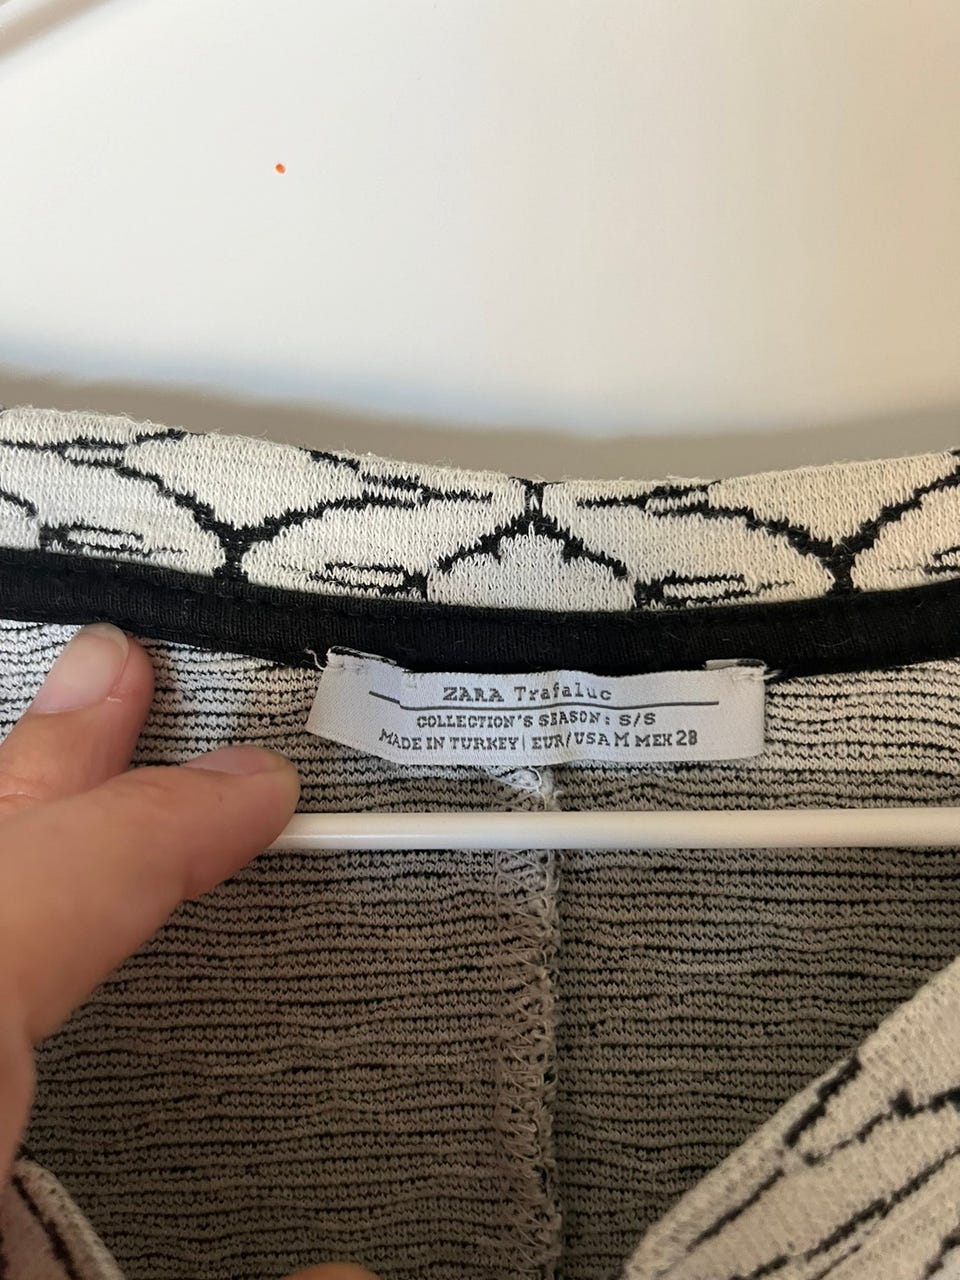 ZARA Trafaluc
COLLECTION'S SEASON: S/S
MADE IN TURKEY | EUR/USA M MEX 28